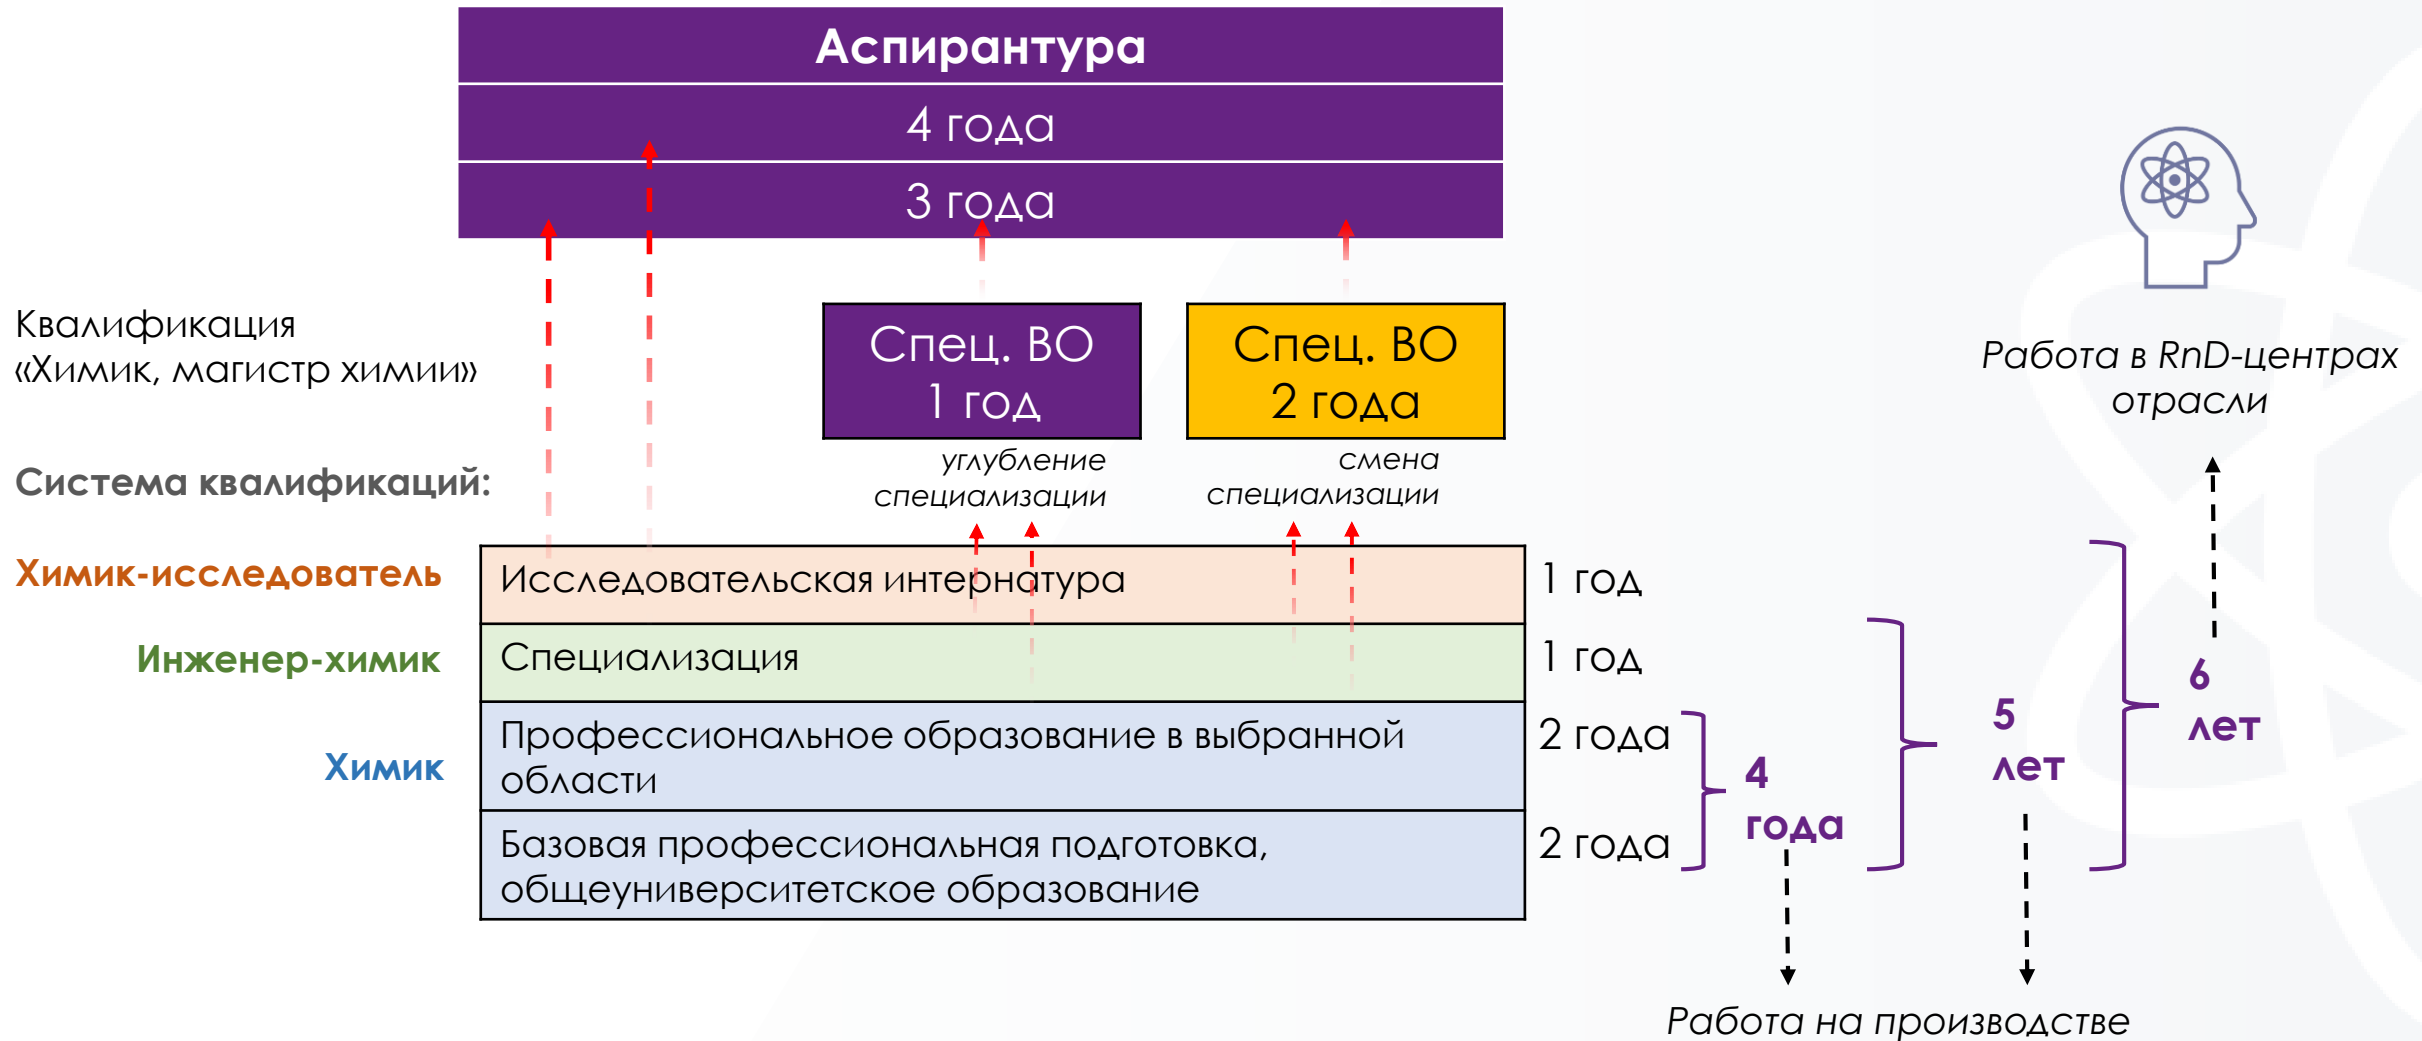 Аспирантура
4 года
3 года
Квалификация
«Химик, магистр химии»
Спец. ВО
1 год
Спец. ВО
2 года
Работа в RnD-центрах
отрасли
углубление
специализации
смена
специализации
Система квалификаций:
Химик-исследователь
Исследовательская интернатура
1 год
Инженер-химик
Специализация
1 год
Химик
Профессиональное образование в выбранной
области
2 года
Базовая профессиональная подготовка,
общеуниверситетское образование
2 года
4
года
5
лет
6
лет
Работа на производстве